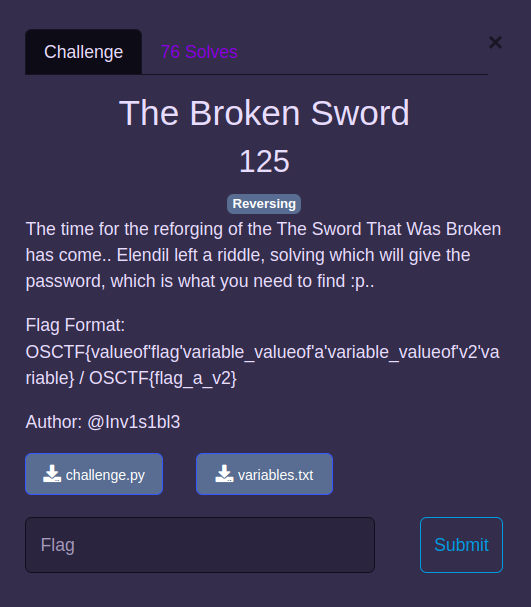 Challenge
76 Solves
×
The Broken Sword
125
Reversing
The time for the reforging of the The Sword That Was Broken
has come.. Elendil left a riddle, solving which will give the
password, which is what you need to find :p..
Flag Format:
OSCTF{valueof'flag'variable_valueof'a'variable_valueof'v2'va
riable} / OSCTF{flag_a_v2}
Author: @Inv1s1bl3
challenge.py
variables.txt
Flag
Submit